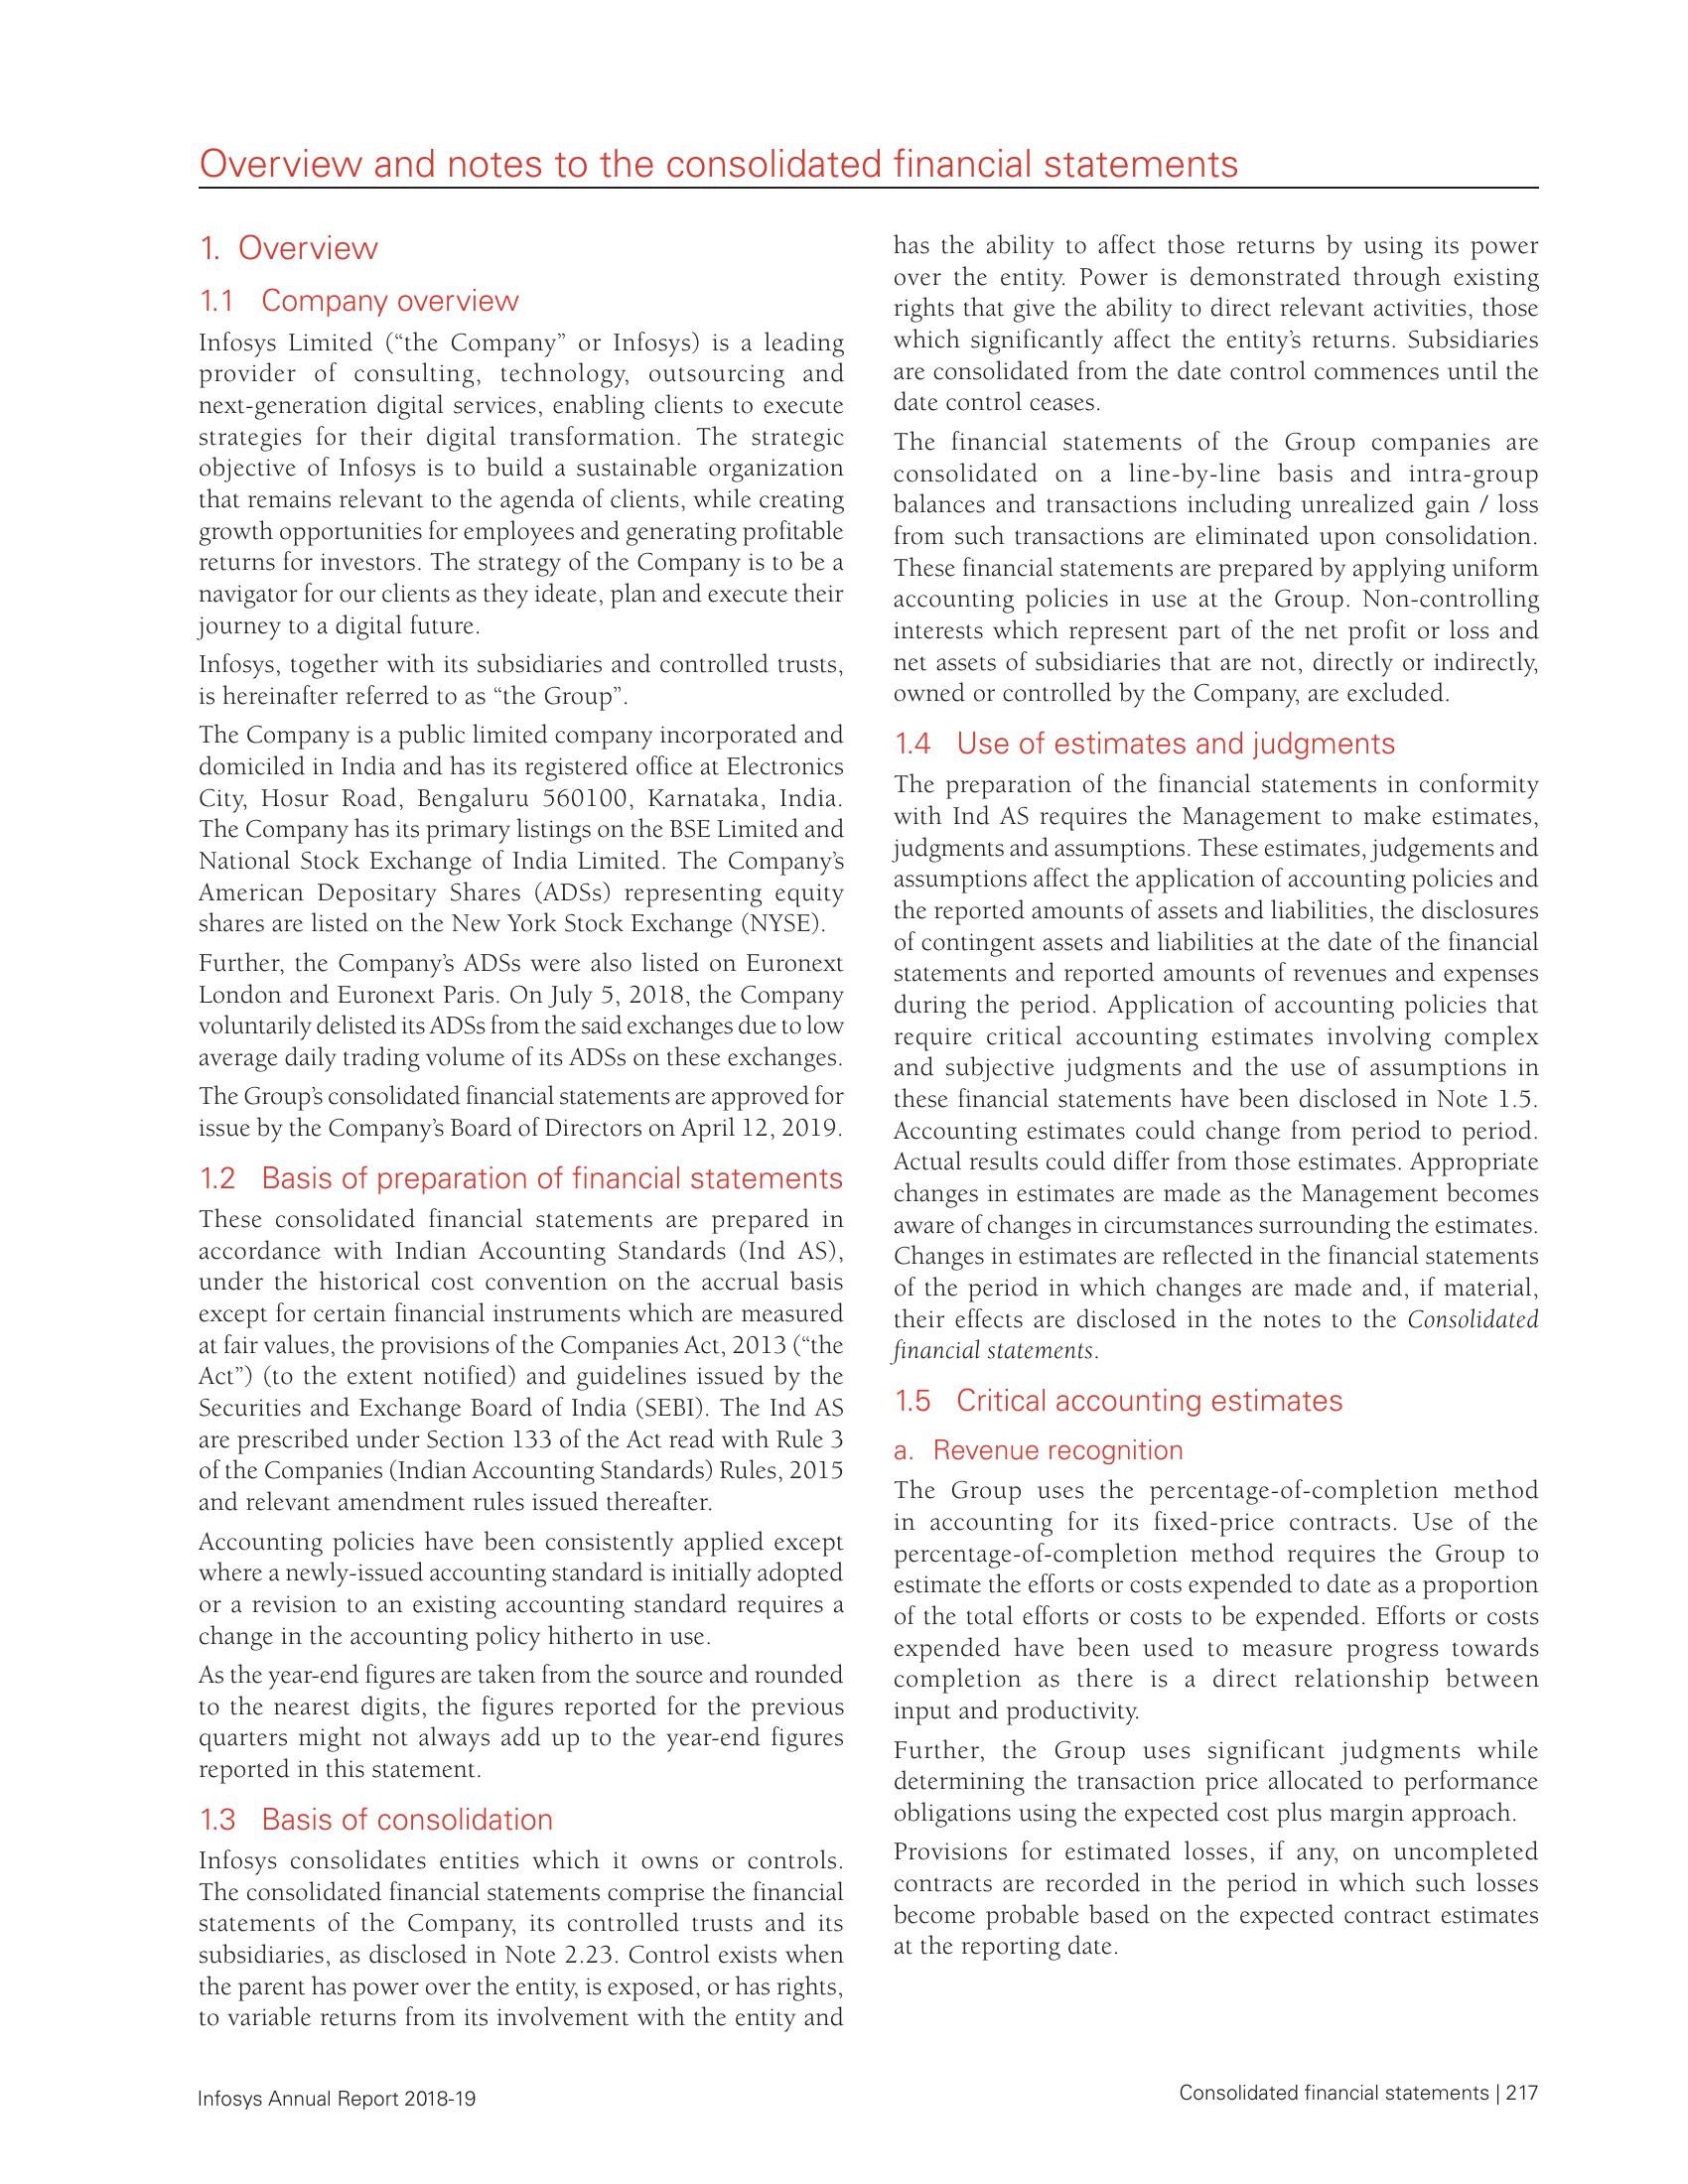 Overview and notes to the consolidated financial statements
1. Overview
1.1 Company overview
Infosys Limited (“the Company” or Infosys) is a leading
provider of consulting, technology, outsourcing and
next-generation digital services, enabling clients to execute
strategies for their digital transformation. The strategic
objective of Infosys is to build a sustainable organization
that remains relevant to the agenda of clients, while creating
growth opportunities for employees and generating profitable
returns for investors. The strategy of the Company is to be a
navigator for our clients as they ideate, plan and execute their
journey to a digital future.
Infosys, together with its subsidiaries and controlled trusts,
is hereinafter referred to as “the Group”.
The Company is a public limited company incorporated and
domiciled in India and has its registered office at Electronics
City, Hosur Road, Bengaluru 560100, Karnataka, India.
The Company has its primary listings on the BSE Limited and
National Stock Exchange of India Limited. The Company’s
American Depositary Shares (ADSs) representing equity
shares are listed on the New York Stock Exchange (NYSE).
Further, the Company’s ADSs were also listed on Euronext
London and Euronext Paris. On July 5, 2018, the Company
voluntarily delisted its ADSs from the said exchanges due to low
average daily trading volume of its ADSs on these exchanges.
The Group’s consolidated financial statements are approved for
issue by the Company’s Board of Directors on April 12, 2019.
1.2 Basis of preparation of financial statements
These consolidated financial statements are prepared in
accordance with Indian Accounting Standards (Ind AS),
under the historical cost convention on the accrual basis
except for certain financial instruments which are measured
at fair values, the provisions of the Companies Act, 2013 (“the
Act”) (to the extent notified) and guidelines issued by the
Securities and Exchange Board of India (SEBI). The Ind AS
are prescribed under Section 133 of the Act read with Rule 3
of the Companies (Indian Accounting Standards) Rules, 2015
and relevant amendment rules issued thereafter.
Accounting policies have been consistently applied except
where a newly-issued accounting standard is initially adopted
or a revision to an existing accounting standard requires a
change in the accounting policy hitherto in use.
As the year-end figures are taken from the source and rounded
to the nearest digits, the figures reported for the previous
quarters might not always add up to the year-end figures
reported in this statement.
1.3 Basis of consolidation
Infosys consolidates entities which it owns or controls.
The consolidated financial statements comprise the financial
statements of the Company, its controlled trusts and its
subsidiaries, as disclosed in Note 2.23. Control exists when
the parent has power over the entity, is exposed, or has rights,
to variable returns from its involvement with the entity and
has the ability to affect those returns by using its power
over the entity. Power is demonstrated through existing
rights that give the ability to direct relevant activities, those
which significantly affect the entity’s returns. Subsidiaries
are consolidated from the date control commences until the
date control ceases.
The financial statements of the Group companies are
consolidated on a line-by-line basis and intra-group
balances and transactions including unrealized gain / loss
from such transactions are eliminated upon consolidation.
These financial statements are prepared by applying uniform
accounting policies in use at the Group. Non-controlling
interests which represent part of the net profit or loss and
net assets of subsidiaries that are not, directly or indirectly,
owned or controlled by the Company, are excluded.
1.4 Use of estimates and judgments
The preparation of the financial statements in conformity
with Ind AS requires the Management to make estimates,
judgments and assumptions. These estimates, judgements and
assumptions affect the application of accounting policies and
the reported amounts of assets and liabilities, the disclosures
of contingent assets and liabilities at the date of the financial
statements and reported amounts of revenues and expenses
during the period. Application of accounting policies that
require critical accounting estimates involving complex
and subjective judgments and the use of assumptions in
these financial statements have been disclosed in Note 1.5.
Accounting estimates could change from period to period.
Actual results could differ from those estimates. Appropriate
changes in estimates are made as the Management becomes
aware of changes in circumstances surrounding the estimates.
Changes in estimates are reflected in the financial statements
of the period in which changes are made and, if material,
their effects are disclosed in the notes to the Consolidated
financial statements.
1.5 Critical accounting estimates
a. Revenue recognition
The Group uses the percentage-of-completion method
in accounting for its fixed-price contracts. Use of the
percentage-of-completion method requires the Group to
estimate the efforts or costs expended to date as a proportion
of the total efforts or costs to be expended. Efforts or costs
expended have been used to measure progress towards
completion as there is a direct relationship between
input and productivity.
Further, the Group uses significant judgments while
determining the transaction price allocated to performance
obligations using the expected cost plus margin approach.
Provisions for estimated losses, if any, on uncompleted
contracts are recorded in the period in which such losses
become probable based on the expected contract estimates
at the reporting date.
Infosys Annual Report 2018-19
Consolidated financial statements | 217